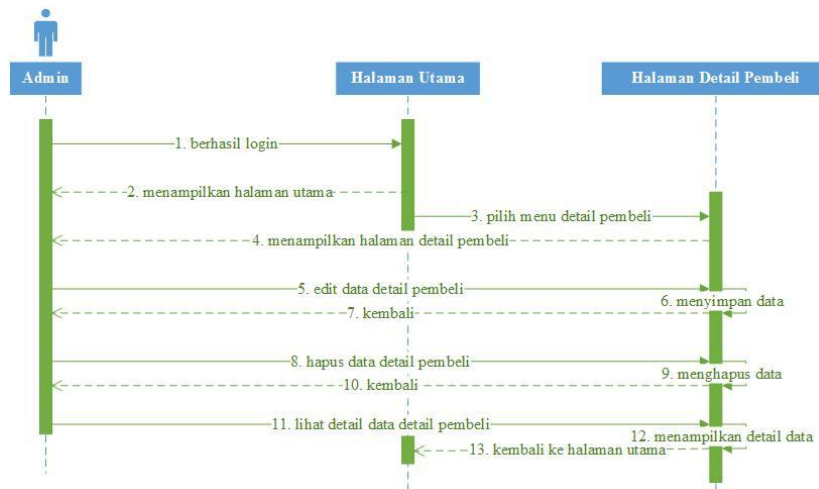 Admin
Halaman Utama
Halaman Detail Pembeli
1. berhasil login
2. menampilkan halaman utama
3. pilih menu detail pembeli
4. menampilkan halaman detail pembeli
5. edit data detail pembeli
6. menyimpan data
7. kembali
8. hapus data detail pembeli
9. menghapus data
10. kembali
11. lihat detail data detail pembeli
12. menampilkan detail data
13. kembali ke halaman utama